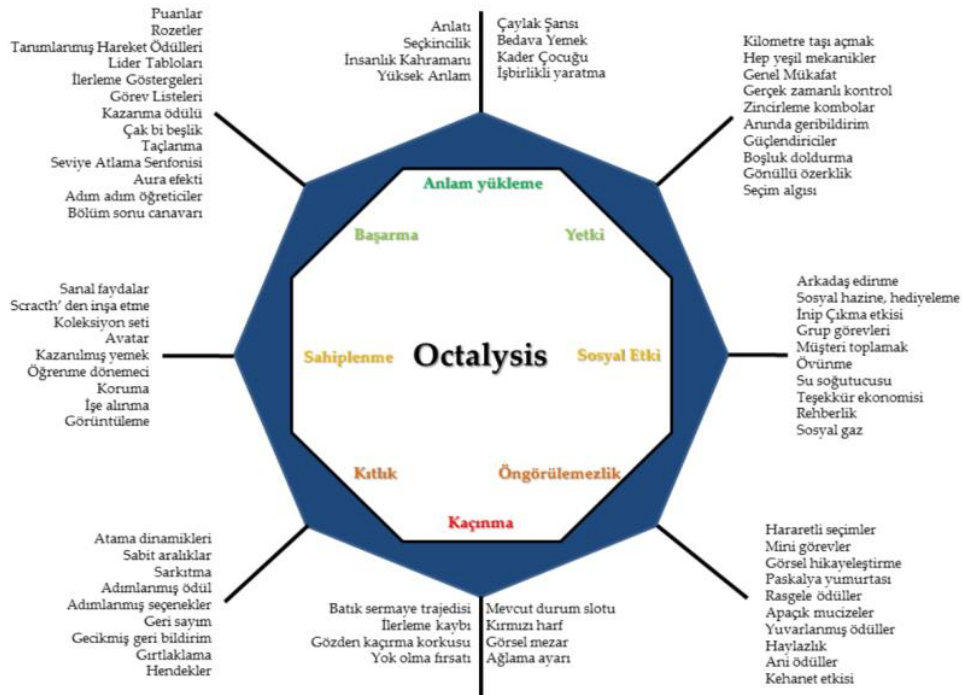 Puanlar
Rozetler
Tanımlanmış Hareket Ödülleri
Lider Tabloları
İlerleme Göstergeleri
Görev Listeleri
Kazanma ödülü
Çak bi beşlik
Taçlanma
Seviye Atlama Senfonisi
Aura efekti
Adım adım öğreticiler
Bölüm sonu canavarı
Anlatı
Seçkincilik
İnsanlık Kahramanı
Yüksek Anlam
Çaylak Şansı
Bedava Yemek
Kader Çocuğu
İşbirlikli yaratma
Kilometre taşı açmak
Hep yeşil mekanikler
Genel Mükafat
Gerçek zamanlı kontrol
Zincirleme kombolar
Anında geribildirim
Güçlendiriciler
Boşluk doldurma
Gönüllü özerklik
Seçim algısı
Anlam yükleme
Başarma
Yetki
Sanal faydalar
Scracth' den inşa etme
Koleksiyon seti
Avatar
Kazanılmış yemek
Öğrenme dönemeci
Koruma
İşe alınma
Görüntüleme
Sahiplenme
Octalysis
Sosyal Etki
Arkadaş edinme
Sosyal hazine, hediyeleme
İnip Çıkma etkisi
Grup görevleri
Müşteri toplamak
Övünme
Su soğutucusu
Teşekkür ekonomisi
Rehberlik
Sosyal gaz
Kıtlık
Öngörülemezlik
Kaçınma
Atama dinamikleri
Sabit aralıklar
Sarkıtma
Adımlanmış ödül
Adımlanmış seçenekler
Geri sayım
Gecikmiş geri bildirim
Gırtlaklama
Hendekler
Batık sermaye trajedisi
İlerleme kaybı
Gözden kaçırma korkusu
Yok olma fırsatı
Mevcut durum slotu
Kırmızı harf
Görsel mezar
Ağlama ayarı
Hararetli seçimler
Mini görevler
Görsel hikayeleştirme
Paskalya yumurtası
Rasgele ödüller
Apaçık mucizeler
Yuvarlanmış ödüller
Haylazlık
Ani ödüller
Kehanet etkisi